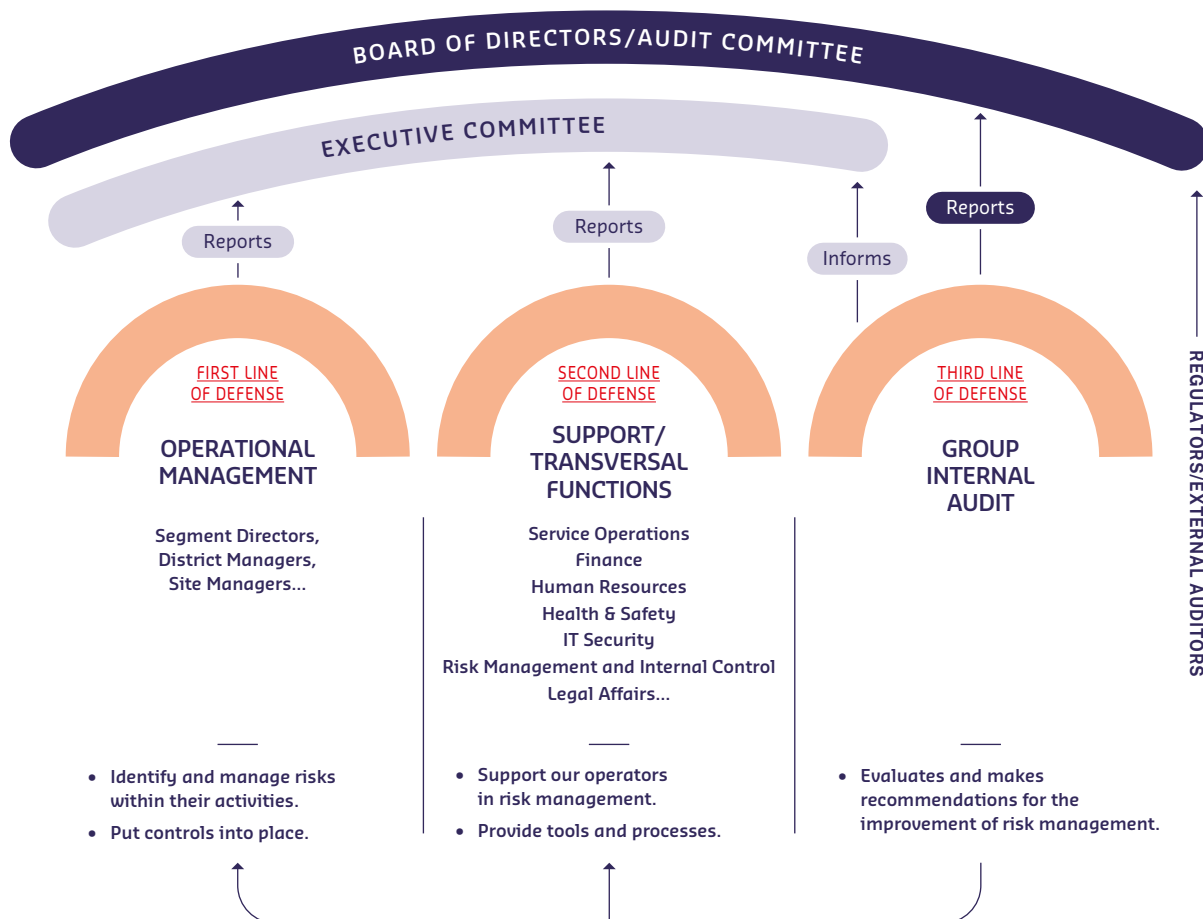 BOARD OF DIRECTORS/AUDIT COMMITTEE
EXECUTIVE COMMITTEE
Reports
Reports
Informs
Reports
FIRST LINE
OF DEFENSE
OPERATIONAL
MANAGEMENT
Segment Directors,
District Managers,
Site Managers...
• Identify and manage risks
within their activities.
• Put controls into place.
SECOND LINE
OF DEFENSE
SUPPORT/
TRANSVERSAL
FUNCTIONS
Service Operations
Finance
Human Resources
Health & Safety
IT Security
Risk Management and Internal Control
Legal Affairs...
• Support our operators
in risk management.
• Provide tools and processes.
THIRD LINE
OF DEFENSE
GROUP
INTERNAL
AUDIT
• Evaluates and makes
recommendations for the
improvement of risk management.
REGULATORS/EXTERNAL AUDITORS